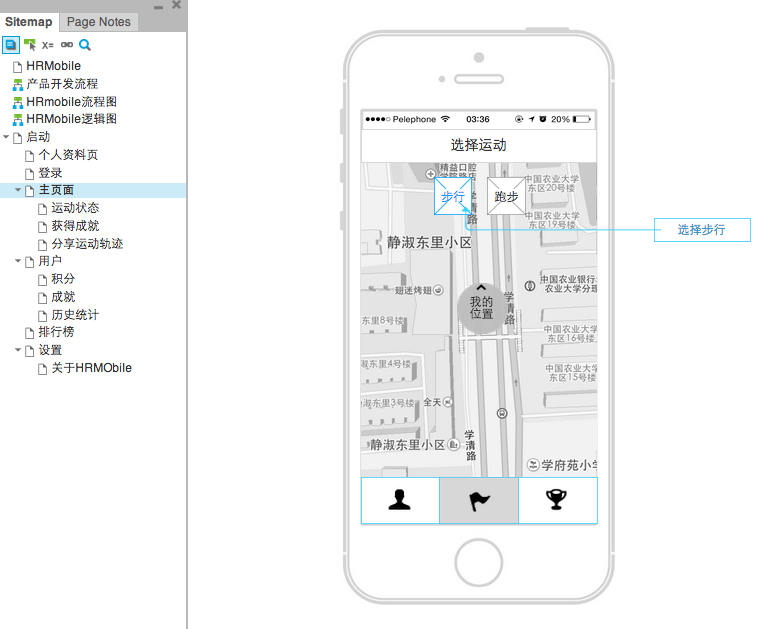 Sitemap
Page Notes
X=
HRMobile
产品开发流程
HRmobile流程图
HRMobile逻辑图
启动
个人资料页
登录
主页面
运动状态
获得成就
分享运动轨迹
用户
积分
成就
历史统计
排行榜
设置
关于HRMObile
Pelephone
03:36
20%
选择运动
精益口腔
中国农业大学
东区20号楼
步行
跑步
学清路
中国农业大学
东区19号楼
选择步行
静淑东里小区
中国农业银行
农业大学分理
翅迷烤翅
我的
位置
学清路
东里8号楼
中国农业大学
东区16号楼
淑东里4号楼
中国农业大学
东区15号楼
淑东里3号楼
全天
静淑东里小区
学清路
学府苑小学